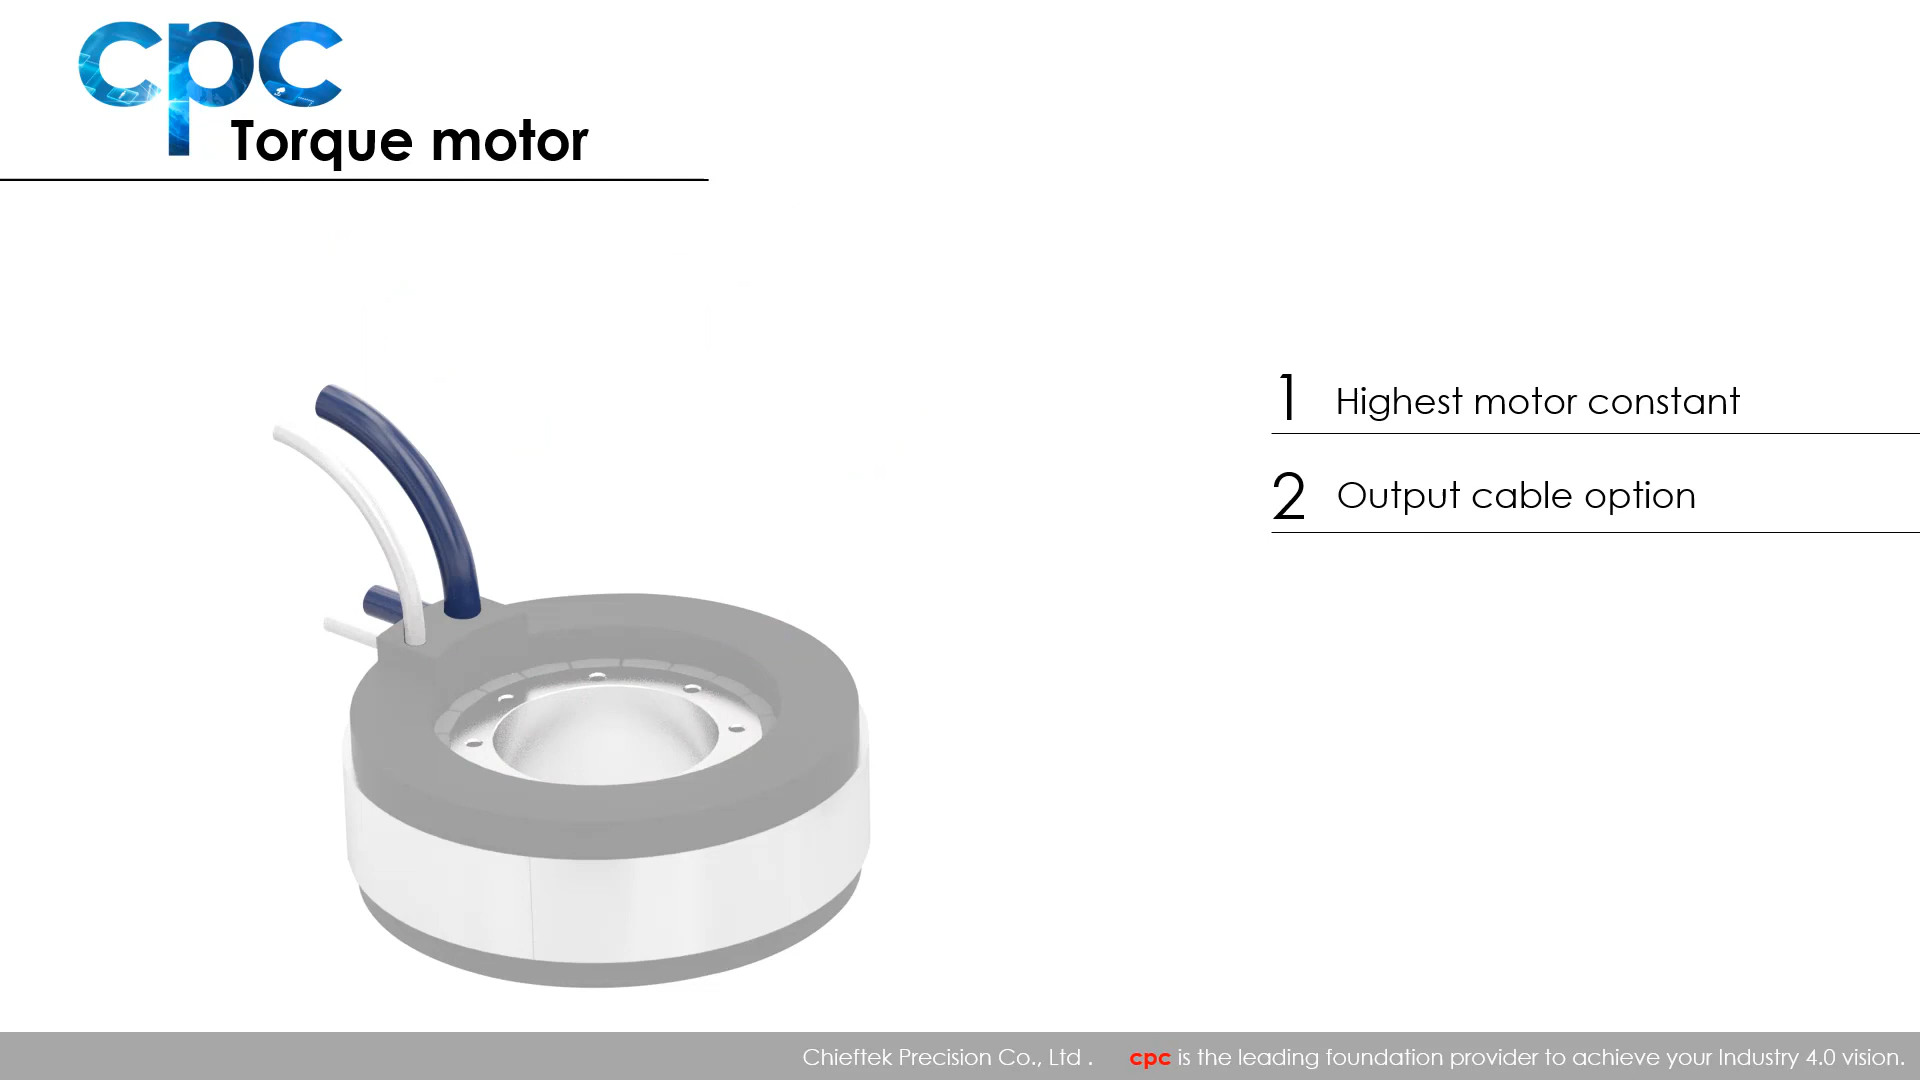 cpc
Torque motor
1 Highest motor constant
2 Output cable option
Chieftek Precision Co., Ltd . cpc is the leading foundation provider to achieve your Industry 4.0 vision.